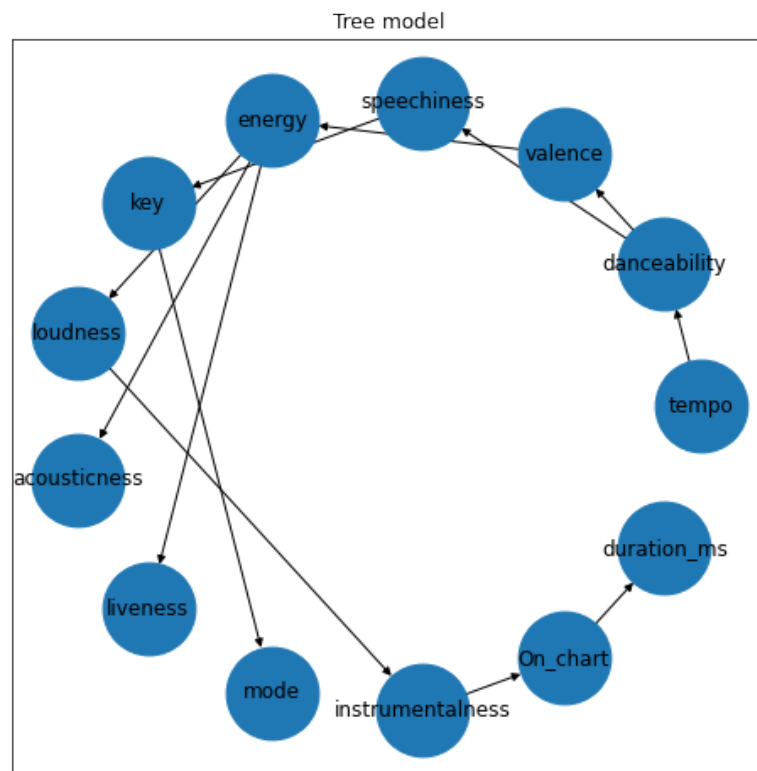 Tree model
speechiness
energy
valence
key
danceability
loudness
tempo
acousticness
duration_ms
liveness
On_chart
mode
instrumentalness